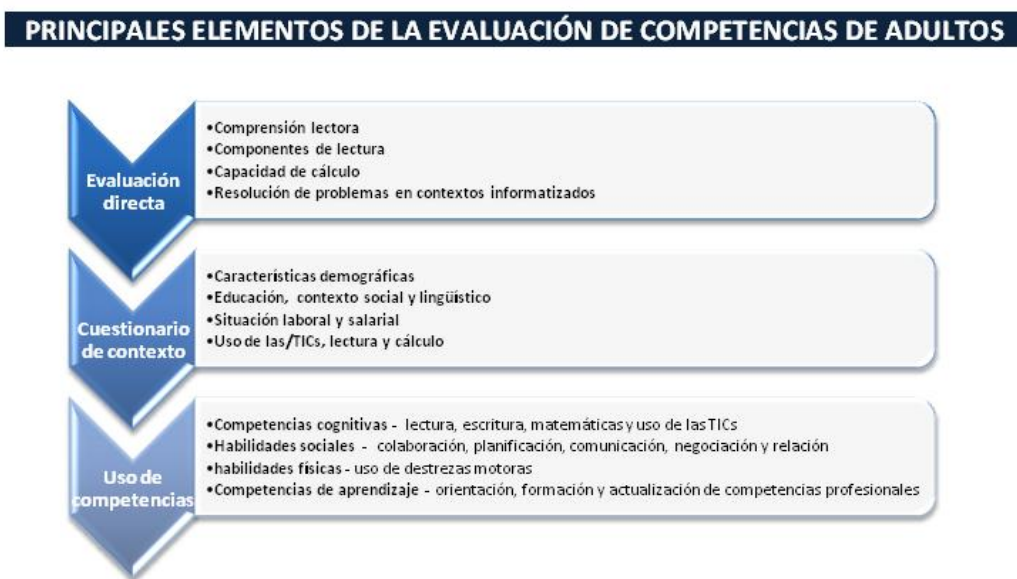 PRINCIPALES ELEMENTOS DE LA EVALUACIÓN DE COMPETENCIAS DE ADULTOS
Evaluación
directa
•Comprensión lectora
•Componentes de lectura
•Capacidad de cálculo
•Resolución de problemas en contextos informatizados
Cuestionario
de contexto
•Características demográficas
•Educación, contexto social y lingüístico
•Situación laboral y salarial
•Uso de las/TICs, lectura y cálculo
Uso de
competencias
•Competencias cognitivas - lectura, escritura, matemáticas y uso de las TICs
•Habilidades sociales - colaboración, planificación, comunicación, negociación y relación
•habilidades físicas - uso de destrezas motoras
•Competencias de aprendizaje - orientación, formación y actualización de competencias profesionales